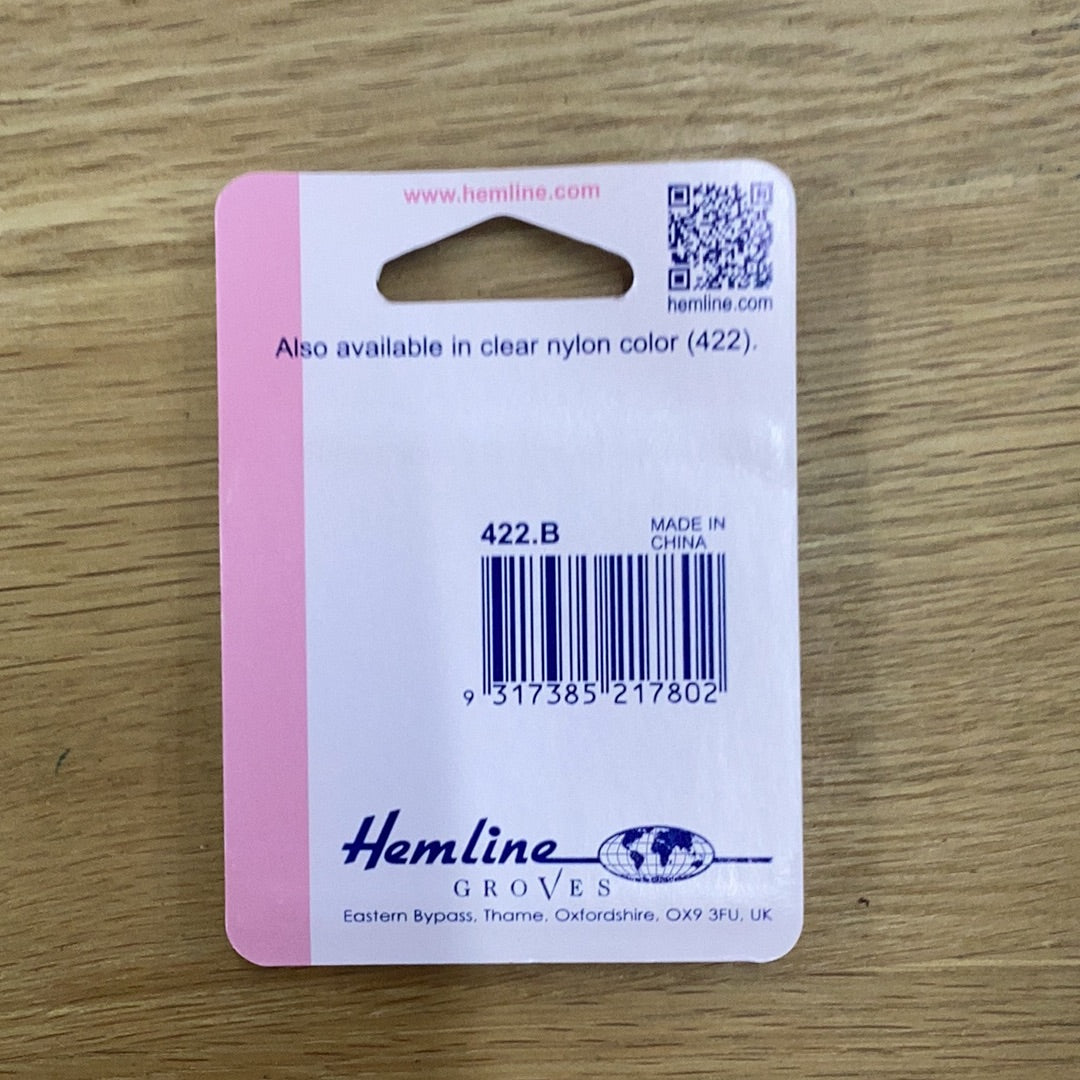 www.hemline.com
hemline.com
Also available in clear nylon color (422).
422.B
MADE IN
CHINA
9 317385 217802
Hemline
GROVES
Eastern Bypass, Thame, Oxfordshire, OX9 3FU, UK